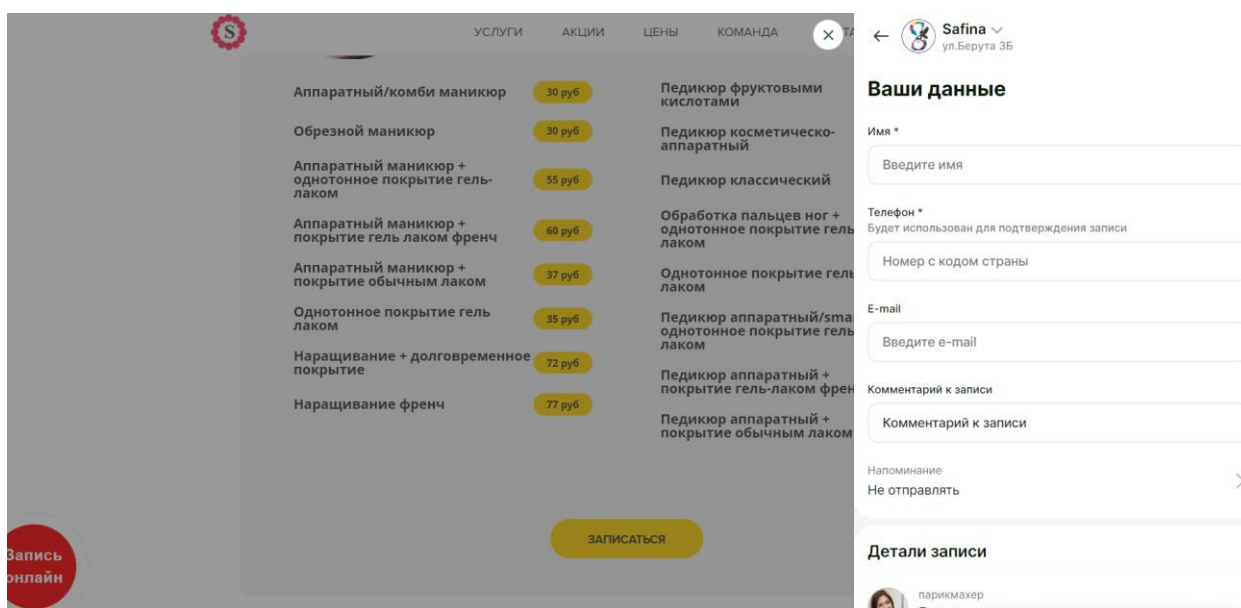 S
УСЛУГИ АКЦИИ ЦЕНЫ КОМАНДА
Аппаратный/комби маникюр 30 руб
Обрезной маникюр 30 руб
Аппаратный маникюр +
однотонное покрытие гель-
лаком
55 руб
Аппаратный маникюр +
покрытие гель лаком френч
60 руб
Аппаратный маникюр +
покрытие обычным лаком
37 руб
Однотонное покрытие гель
лаком
35 руб
Наращивание + долговременное
покрытие
72 руб
Наращивание френч 77 руб
Педикюр фруктовыми
кислотами
Педикюр косметическо-
аппаратный
Педикюр классический
Обработка пальцев ног +
однотонное покрытие гель
лаком
Однотонное покрытие гель
лаком
Педикюр аппаратный/sma
однотонное покрытие гель
лаком
Педикюр аппаратный +
покрытие гель-лаком френ
Педикюр аппаратный +
покрытие обычным лаком
ЗАПИСАТЬСЯ
Запись
онлайн
Safina
ул.Берута 3Б
Ваши данные
Имя *
Введите имя
Телефон *
Будет использован для подтверждения записи
Номер с кодом страны
E-mail
Введите e-mail
Комментарий к записи
Комментарий к записи
Напоминание
Не отправлять
Детали записи
парикмахер